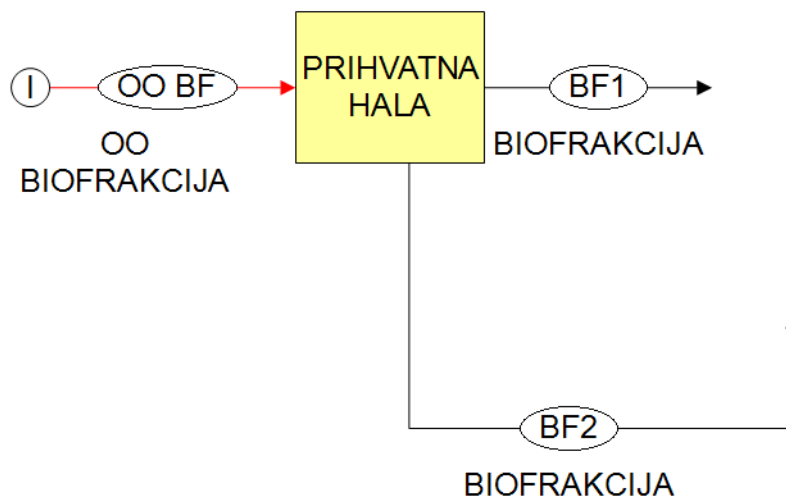 I
OO BF
PRIHVATNA
HALA
BF1
OO
BIOFRAKCIJA
BIOFRAKCIJA
BF2
BIOFRAKCIJA